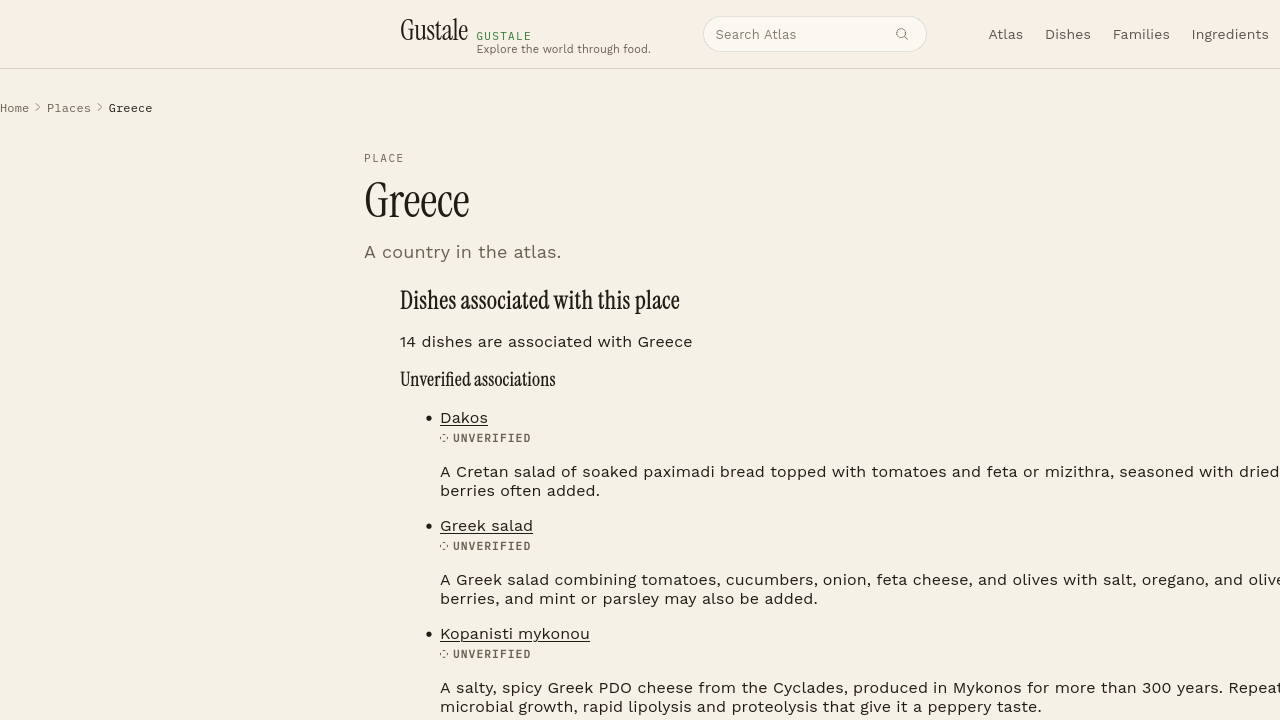 Gustale
GUSTALE
Explore the world through food.
Search Atlas
Atlas
Dishes
Families
Ingredients
Home
Places
Greece
PLACE
Greece
A country in the atlas.
Dishes associated with this place
14 dishes are associated with Greece
Unverified associations
Dakos
UNVERIFIED
A Cretan salad of soaked paximadi bread topped with tomatoes and feta or mizithra, seasoned with dried
berries often added.
Greek salad
UNVERIFIED
A Greek salad combining tomatoes, cucumbers, onion, feta cheese, and olives with salt, oregano, and olive
berries, and mint or parsley may also be added.
Kopanisti mykonou
UNVERIFIED
A salty, spicy Greek PDO cheese from the Cyclades, produced in Mykonos for more than 300 years. Repeat
microbial growth, rapid lipolysis and proteolysis that give it a peppery taste.